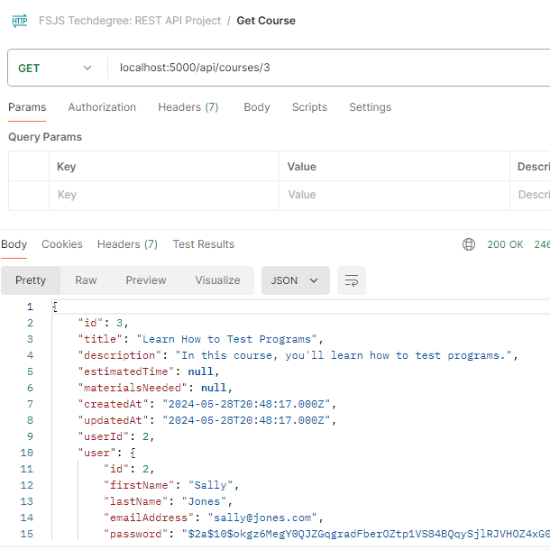 HTTP FSJS Techdegree: REST API Project / Get Course
GET localhost:5000/api/courses/3
Params Authorization Headers (7) Body Scripts Settings
Query Params
Key Value Descri
Key Value Descri
Body Cookies Headers (7) Test Results 200 OK 246
Pretty Raw Preview Visualize JSON
1 {
2 "id": 3,
3 "title": "Learn How to Test Programs",
4 "description": "In this course, you'll learn how to test programs.",
5 "estimatedTime": null,
6 "materialsNeeded": null,
7 "createdAt": "2024-05-28T20:48:17.000Z",
8 "updatedAt": "2024-05-28T20:48:17.000Z",
9 "userId": 2,
10 "user": {
11 "id": 2,
12 "firstName": "Sally",
13 "lastName": "Jones",
14 "emailAddress": "sally@jones.com",
15 "password":